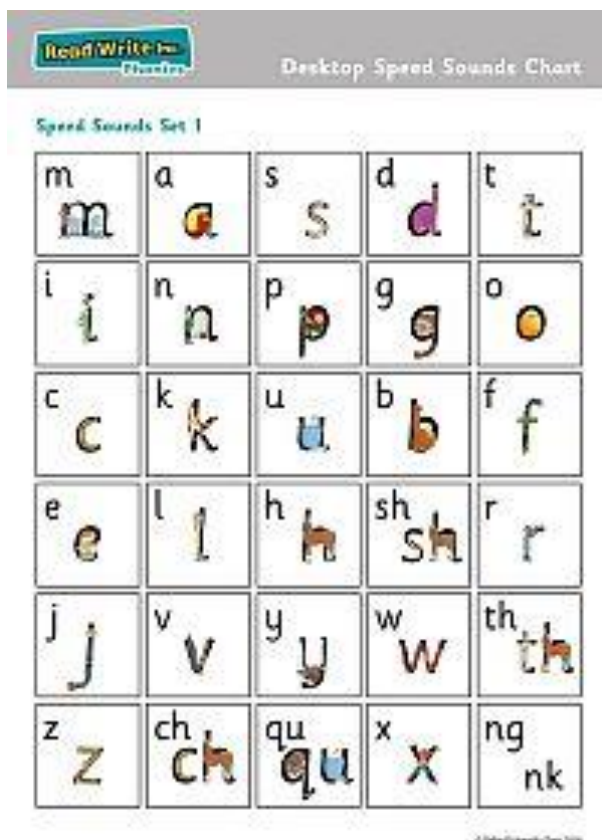 Read Write Inc.
Phonics
Desktop Speed Sounds Chart
Speed Sounds Set 1
m a s d t
m a s d t
i n p g o
i n p g o
c k u b f
c k u b f
e l h sh r
e l h sh r
j v y w th
j v y w th
z ch qu x ng
z ch qu x nk